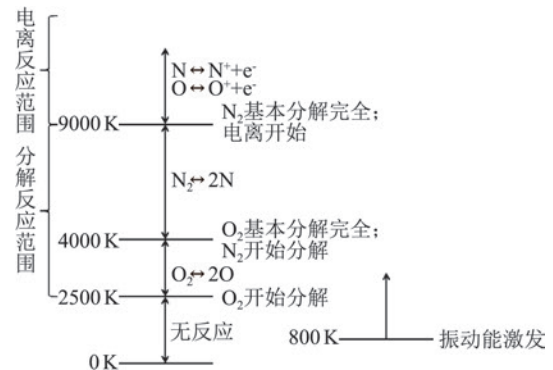 电离反应范围
分解反应范围
N↔N⁺+e⁻
O↔O⁺+e⁻
9000 K
N₂基本分解完全;
电离开始
N₂↔2N
4000 K
O₂基本分解完全;
N₂开始分解
O₂↔2O
2500 K
O₂开始分解
无反应
0 K
800 K
振动能激发